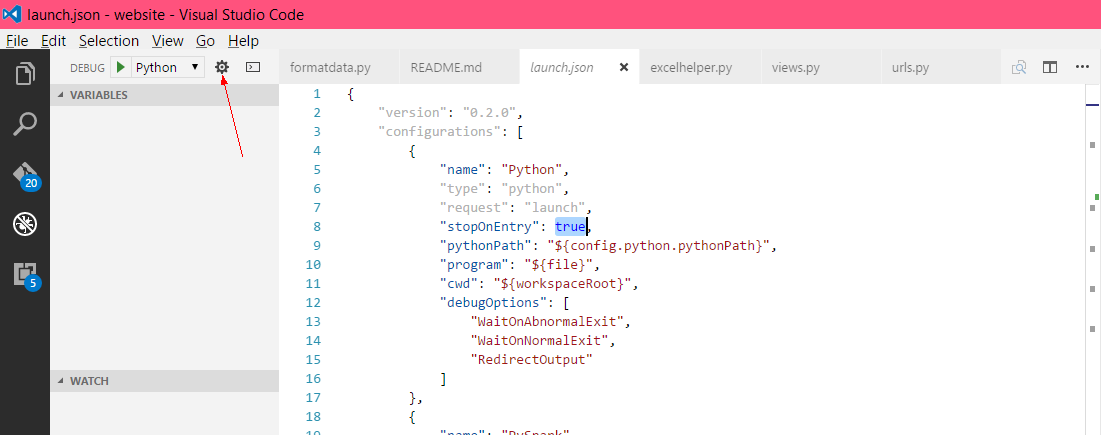 launch.json - website - Visual Studio Code
File Edit Selection View Go Help
DEBUG Python
formatdata.py README.md launch.json excelhelper.py views.py urls.py
VARIABLES
20
5
WATCH
1 {
2 "version": "0.2.0",
3 "configurations": [
4 {
5 "name": "Python",
6 "type": "python",
7 "request": "launch",
8 "stopOnEntry": true,
9 "pythonPath": "${config.python.pythonPath}",
10 "program": "${file}",
11 "cwd": "${workspaceRoot}",
12 "debugOptions": [
13 "WaitOnAbnormalExit",
14 "WaitOnNormalExit",
15 "RedirectOutput"
16 ]
17 },
18 {
19 "name": "PySpark"